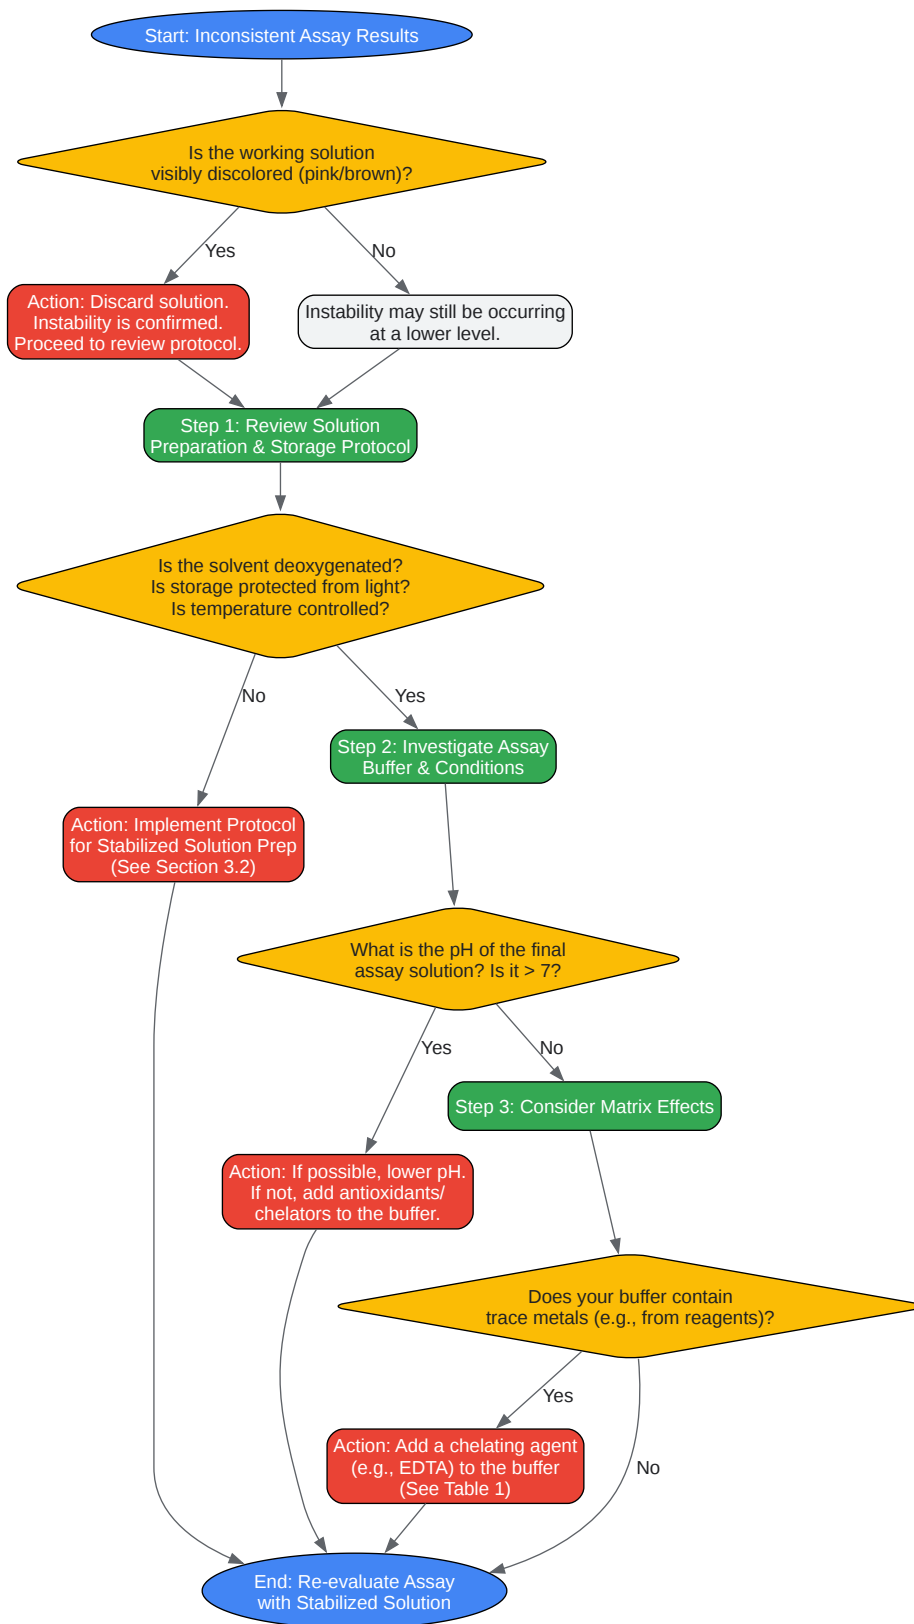 Start: Inconsistent Assay Results
Is the working solution
visibly discolored (pink/brown)?
Yes
No
Action: Discard solution.
Instability is confirmed.
Proceed to review protocol.
Instability may still be occurring
at a lower level.
Step 1: Review Solution
Preparation & Storage Protocol
Is the solvent deoxygenated?
Is storage protected from light?
Is temperature controlled?
No
Yes
Step 2: Investigate Assay
Buffer & Conditions
Action: Implement Protocol
for Stabilized Solution Prep
(See Section 3.2)
What is the pH of the final
assay solution? Is it > 7?
Yes
No
Step 3: Consider Matrix Effects
Action: If possible, lower pH.
If not, add antioxidants/
chelators to the buffer.
Does your buffer contain
trace metals (e.g., from reagents)?
Yes
No
Action: Add a chelating agent
(e.g., EDTA) to the buffer
(See Table 1)
End: Re-evaluate Assay
with Stabilized Solution